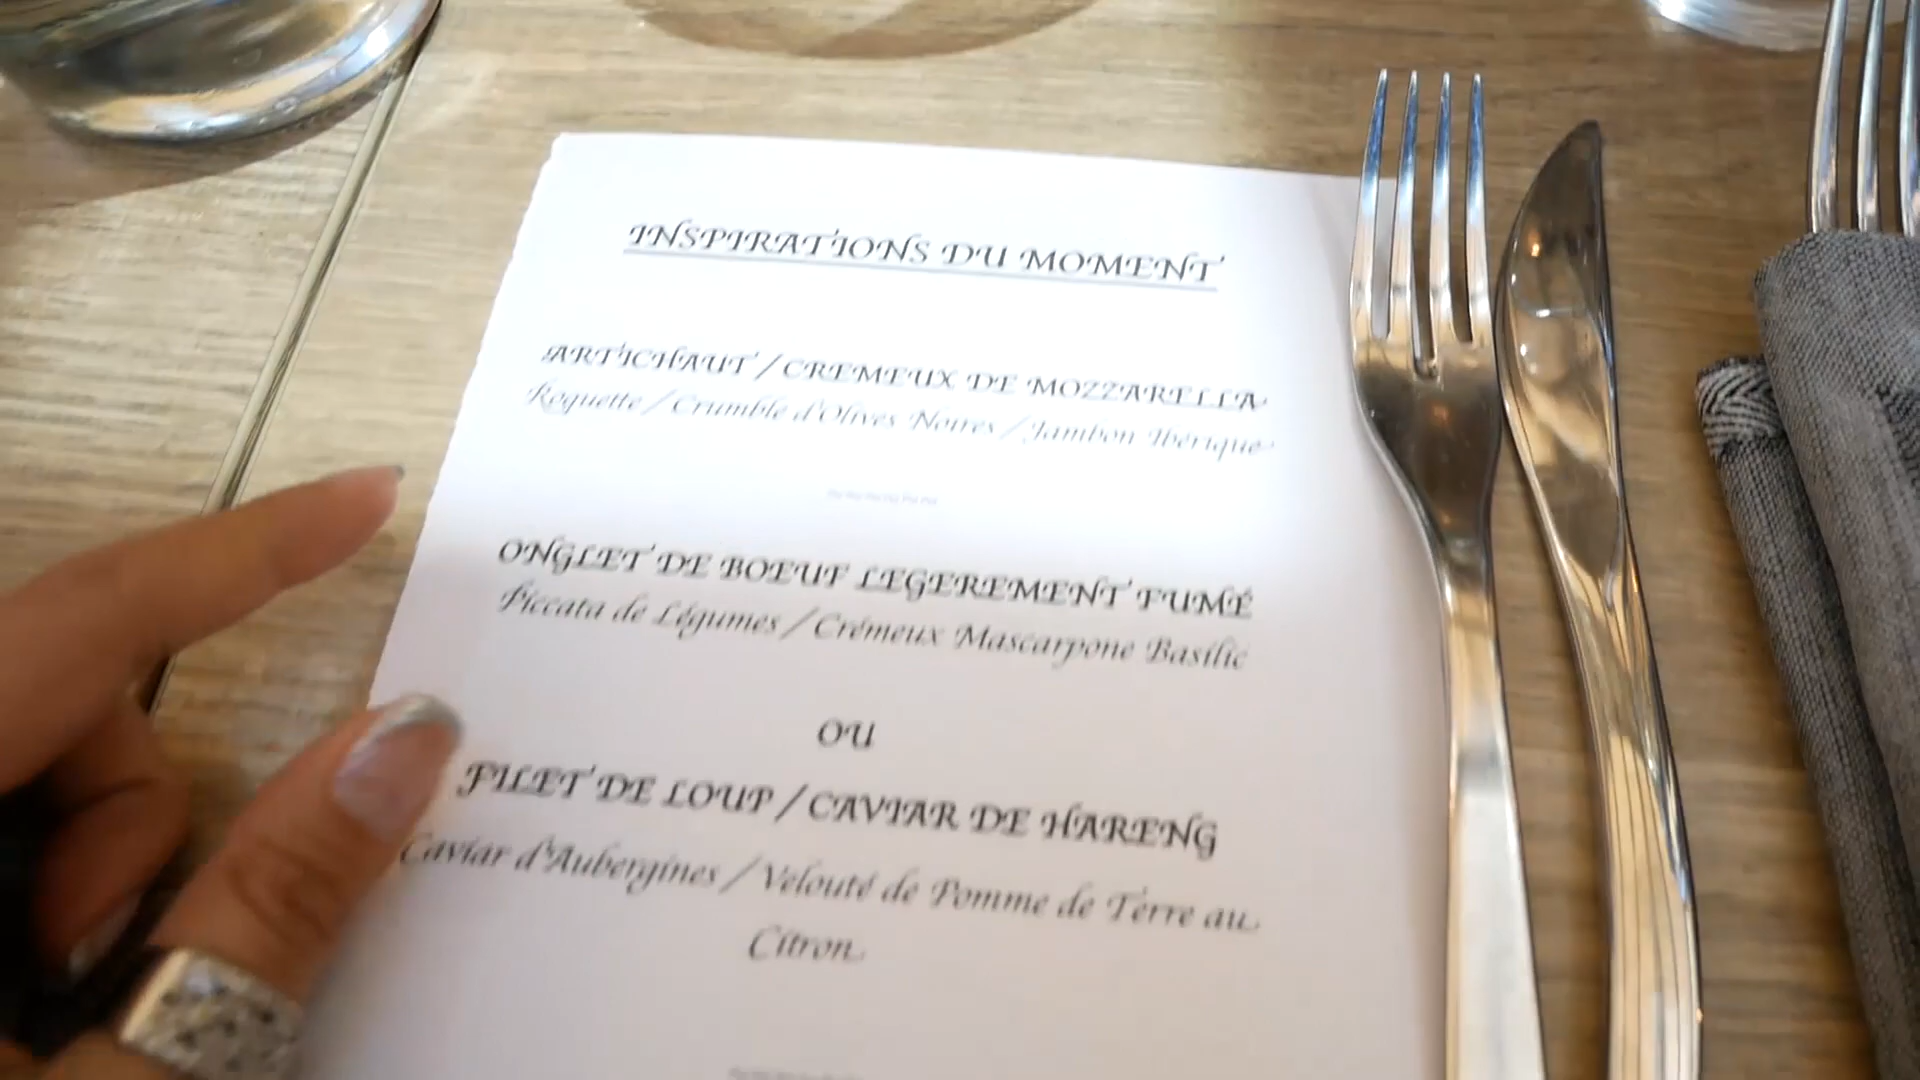 INSPIRATIONS DU MOMENT
ARTICHAUT / CREMEUX DE MOZZARELLA
Roquette / Crumble d'Olives Noires / Jambon Ibérique
ONGLET DE BOEUF LEGEREMENT FUMÉ
Piccata de Légumes / Crémeux Mascarpone Basilic
OU
FILET DE LOUP / CAVIAR DE HARENG
Caviar d'Aubergines / Velouté de Pomme de Terre au
Citron